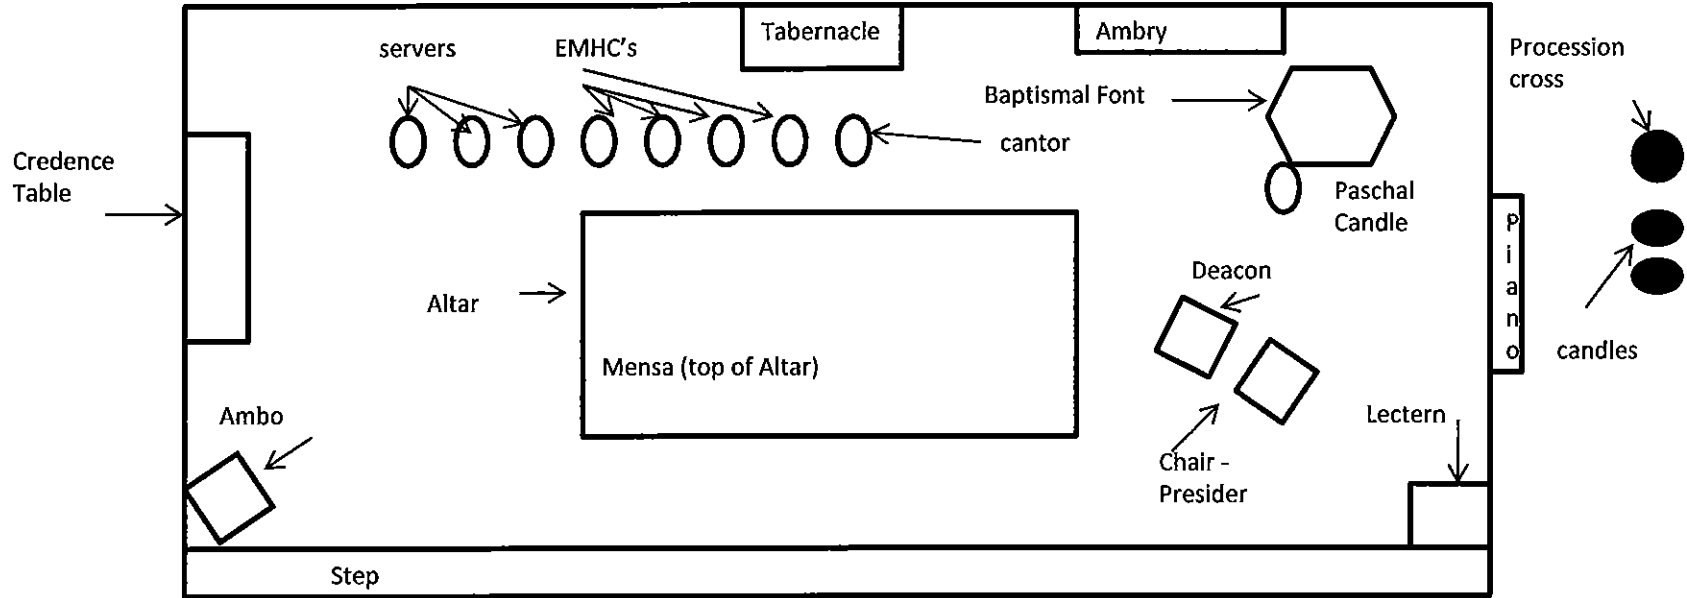 servers
EMHC's
Tabernacle
Ambry
Procession
cross
Baptismal Font
cantor
Credence
Table
Paschal
Candle
Piano
Deacon
Altar
candles
Mensa (top of Altar)
Ambo
Lectern
Chair -
Presider
Step